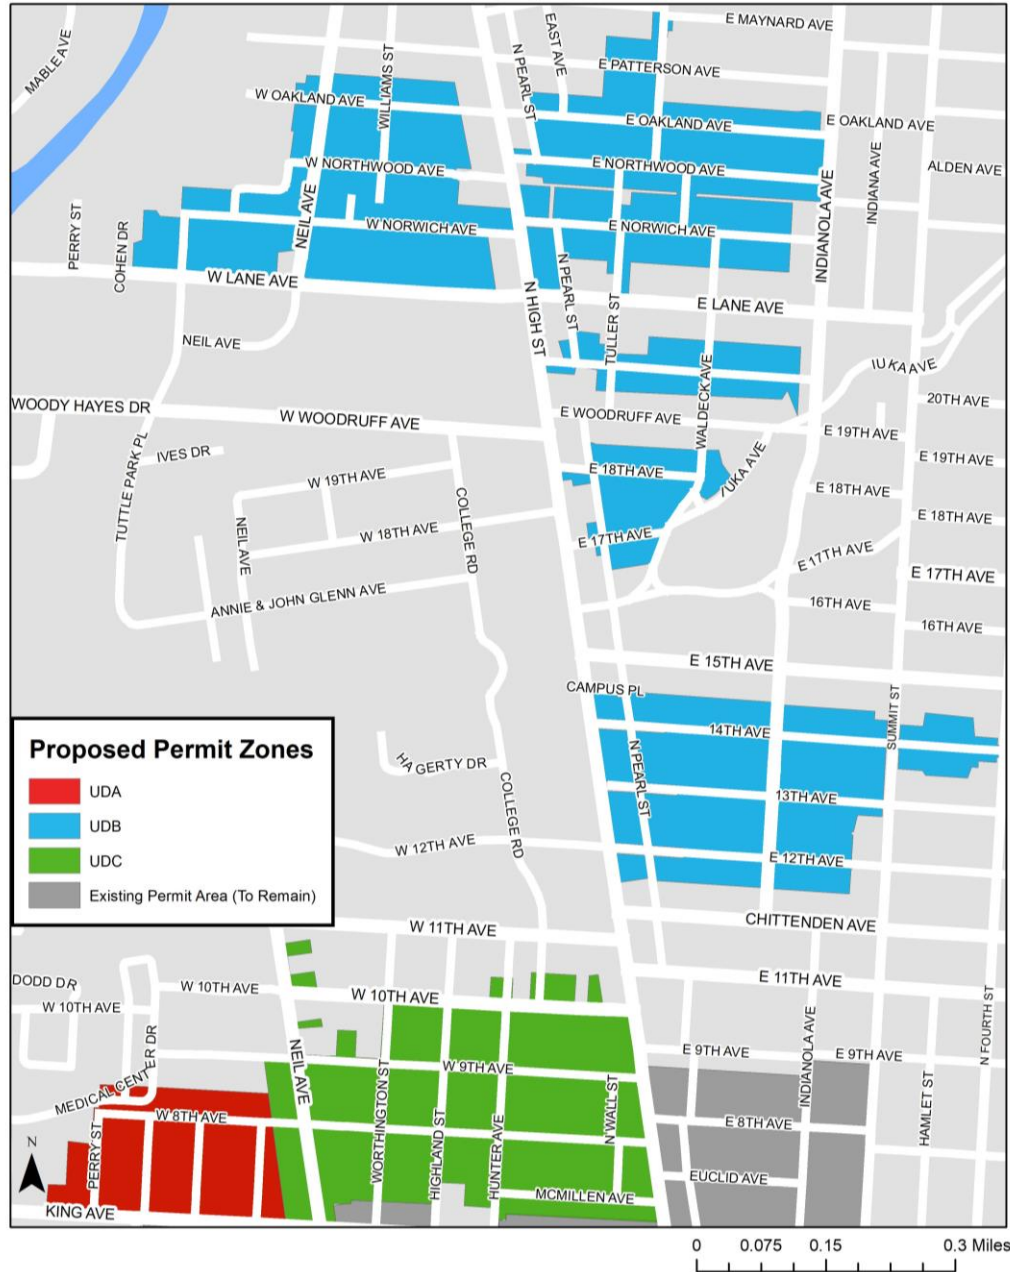 E MAYNARD AVE
MABLE AVE
WILLIAMS ST
N PEARL ST
EAST AVE
E PATTERSON AVE
W OAKLAND AVE
E OAKLAND AVE
E OAKLAND AVE
INDIANA AVE
W NORTHWOOD AVE
E NORTHWOOD AVE
ALDEN AVE
PERRY ST
COHEN DR
NEIL AVE
W NORWICH AVE
E NORWICH AVE
INDIANOLA AVE
W LANE AVE
N HIGH ST
N PEARL ST
TULLER ST
E LANE AVE
NEIL AVE
WALDECK AVE
IUKA AVE
WOODY HAYES DR
W WOODRUFF AVE
E WOODRUFF AVE
20TH AVE
E 19TH AVE
TUTTLE PARK PL
IVES DR
W 19TH AVE
E 18TH AVE
IUKA AVE
E 19TH AVE
E 18TH AVE
NEIL AVE
COLLEGE RD
W 18TH AVE
E 17TH AVE
E 18TH AVE
E 17TH AVE
E 17TH AVE
ANNIE & JOHN GLENN AVE
16TH AVE
16TH AVE
E 15TH AVE
CAMPUS PL
SUMMIT ST
14TH AVE
N PEARL ST
HAGERTY DR
COLLEGE RD
13TH AVE
W 12TH AVE
E 12TH AVE
Proposed Permit Zones
UDA
UDB
UDC
Existing Permit Area (To Remain)
CHITTENDEN AVE
W 11TH AVE
E 11TH AVE
DODD DR
W 10TH AVE
W 10TH AVE
W 10TH AVE
N FOURTH ST
MEDICAL CENTER DR
NEIL AVE
W 9TH AVE
E 9TH AVE
INDIANOLA AVE
E 9TH AVE
WORTHINGTON ST
HIGHLAND ST
HUNTER AVE
N WALL ST
HAMLET ST
W 8TH AVE
E 8TH AVE
N
PERRY ST
EUCLID AVE
MCMILLEN AVE
KING AVE
0 0.075 0.15 0.3 Miles